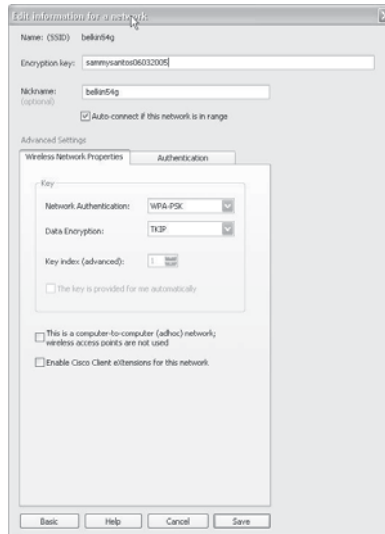 Edit information for a network
Name: (SSID) belkin54g
Encryption key: sammysantos06032005
Nickname: belkin54g
(optional)
Auto-connect if this network is in range
Advanced Settings
Wireless Network Properties Authentication
Key
Network Authentication: WPA-PSK
Data Encryption: TKIP
Key index (advanced): 1
The key is provided for me automatically
This is a computer-to-computer (adhoc) network;
wireless access points are not used
Enable Cisco Client eXtensions for this network
Basic Help Cancel Save